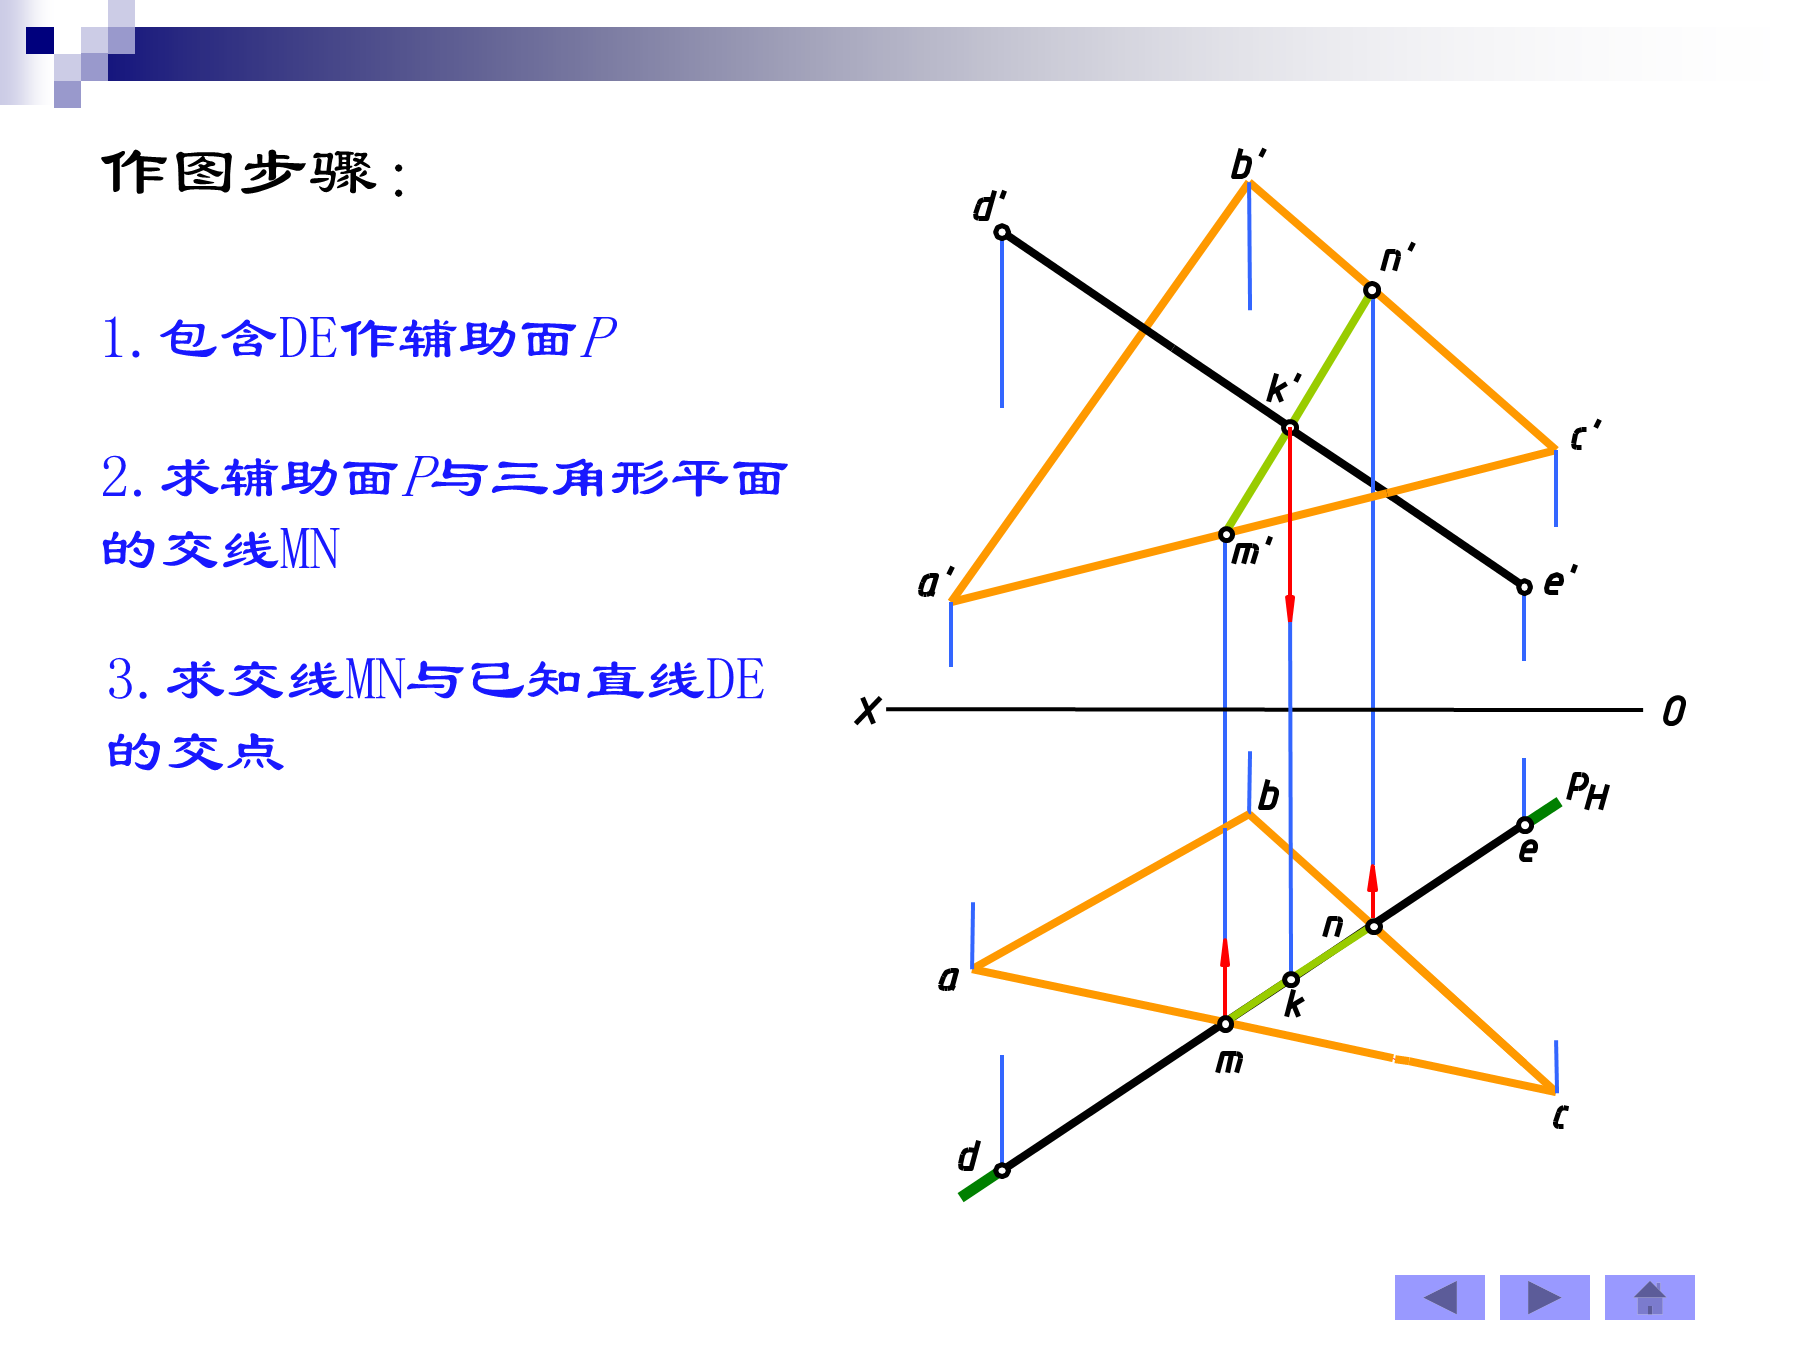 作图步骤:
1.包含DE作辅助面P
2.求辅助面P与三角形平面
的交线MN
3.求交线MN与已知直线DE
的交点
b'
d'
n'
k'
c'
m'
a'
e'
X
O
b
PH
e
n
a
k
m
c
d